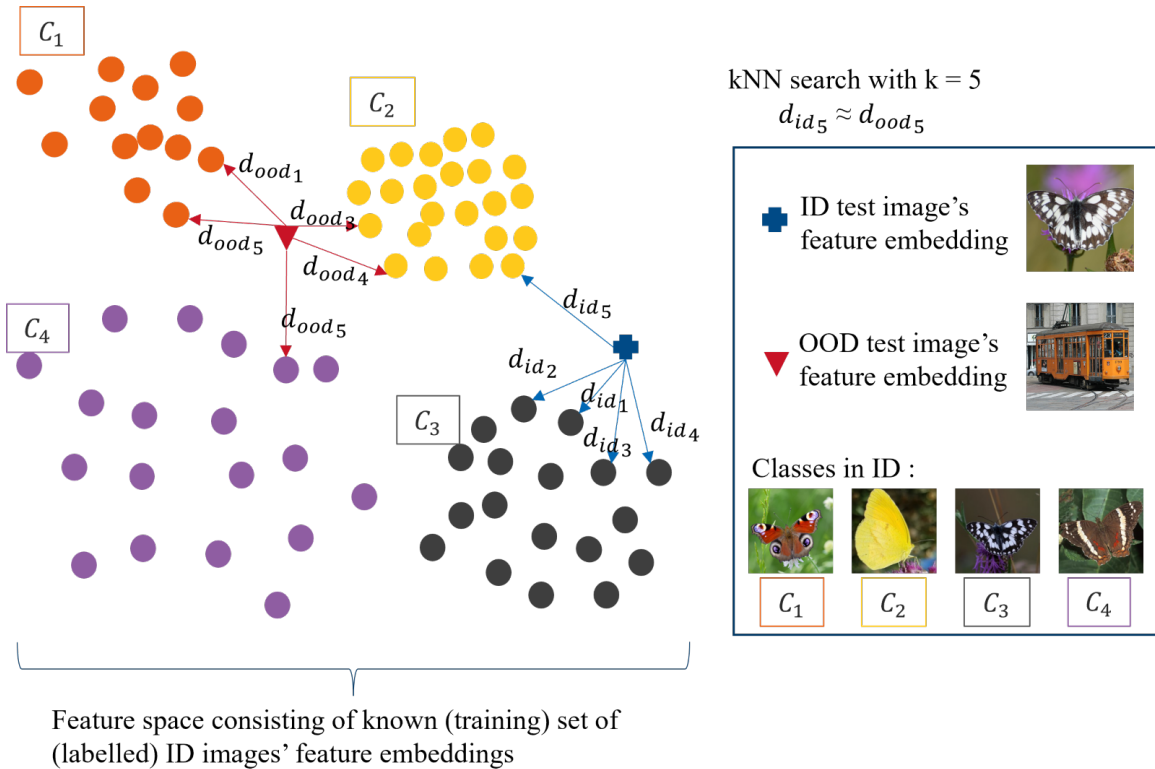 C₁
C₂
d_ood₁
d_ood₃
d_ood₅
d_ood₄
d_ood₅
C₄
d_id₅
d_id₂
d_id₁
d_id₃
d_id₄
C₃
Feature space consisting of known (training) set of
(labelled) ID images’ feature embeddings
kNN search with k = 5
d_id₅ ≈ d_ood₅
ID test image’s
feature embedding
OOD test image’s
feature embedding
Classes in ID :
C₁ C₂ C₃ C₄